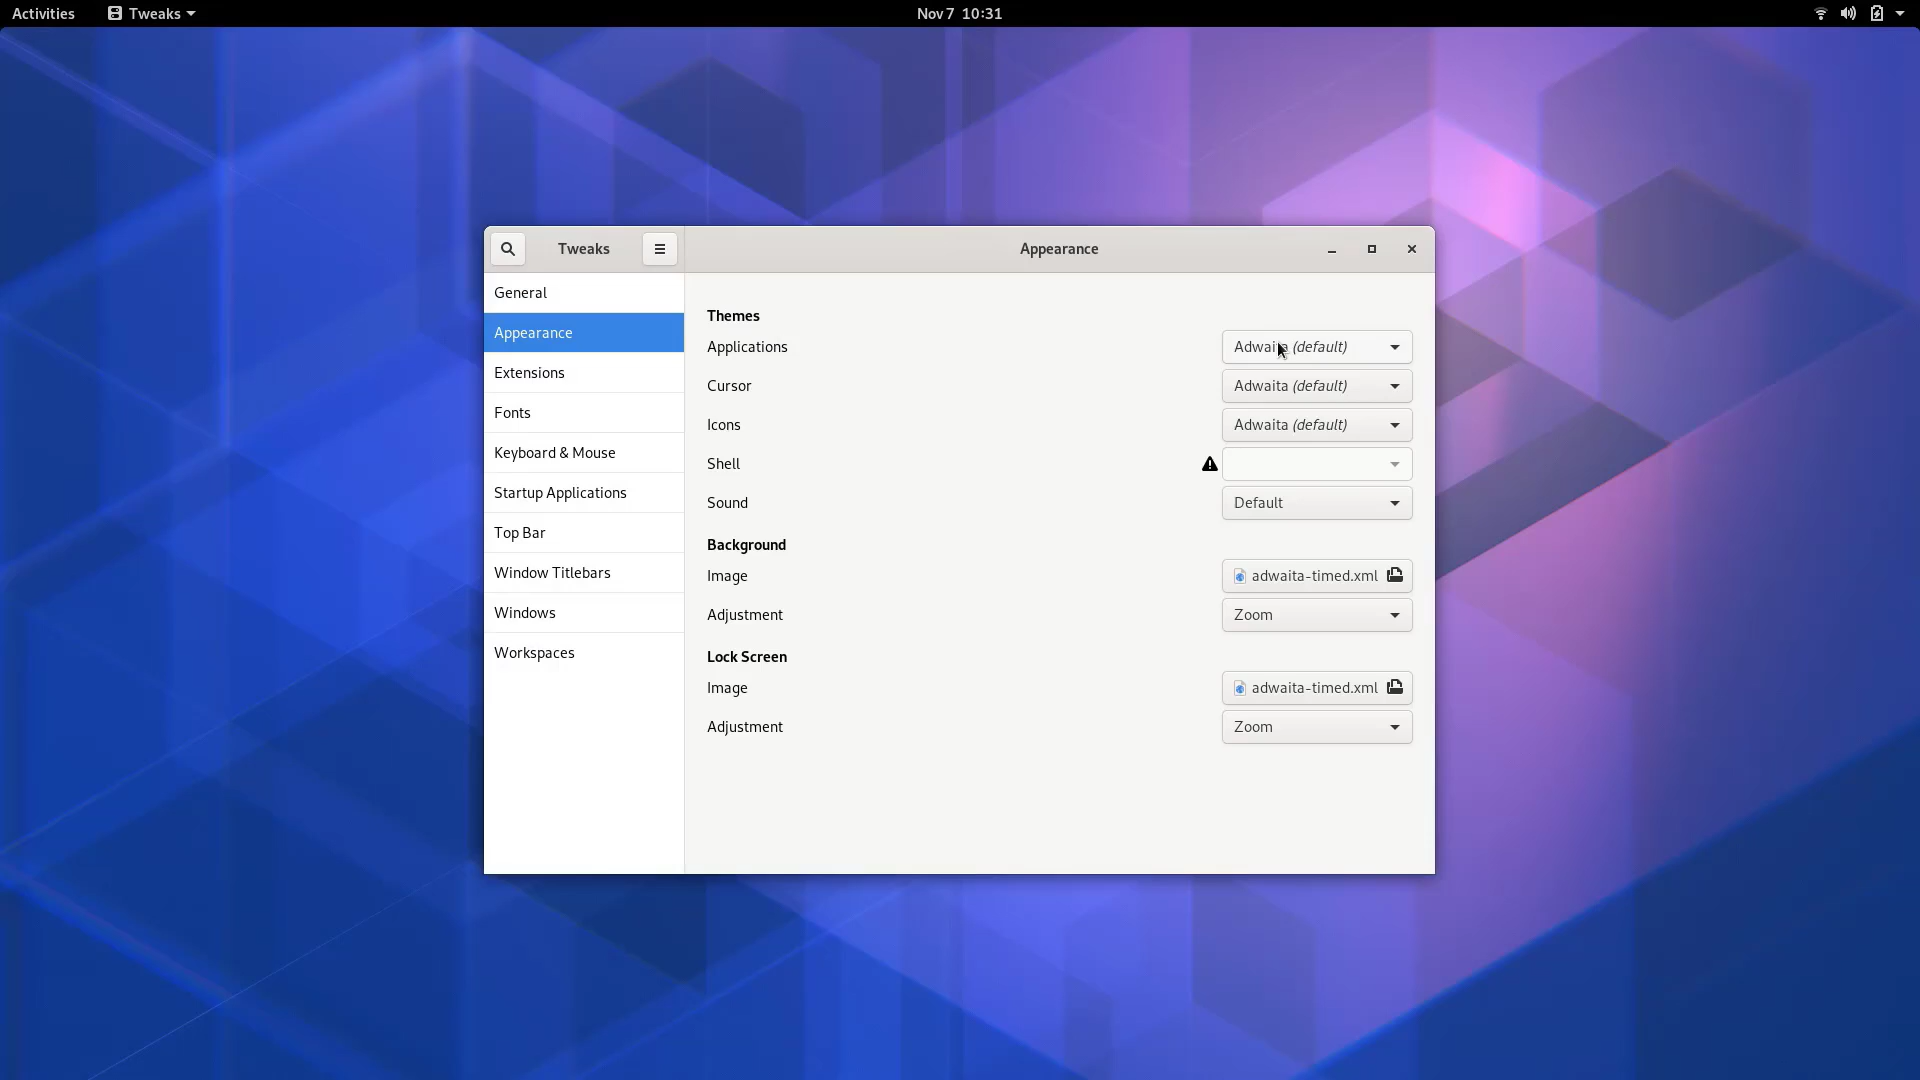 Activities
Tweaks
Nov 7 10:31
Tweaks
Appearance
General
Appearance
Extensions
Fonts
Keyboard & Mouse
Startup Applications
Top Bar
Window Titlebars
Windows
Workspaces
Themes
Applications
Adwaita (default)
Cursor
Adwaita (default)
Icons
Adwaita (default)
Shell
Sound
Default
Background
Image
adwaita-timed.xml
Adjustment
Zoom
Lock Screen
Image
adwaita-timed.xml
Adjustment
Zoom